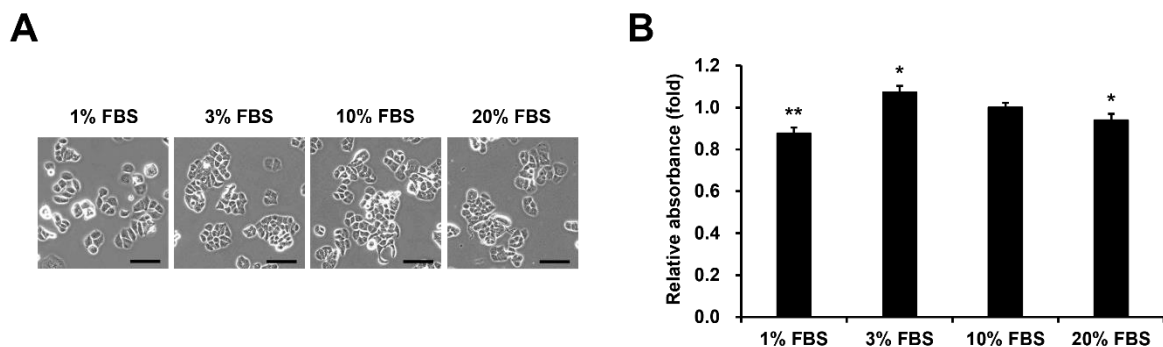 A
1% FBS 3% FBS 10% FBS 20% FBS
B
Relative absorbance (fold)
1.2
1.0
0.8
0.6
0.4
0.2
0.0
** * *
1% FBS 3% FBS 10% FBS 20% FBS